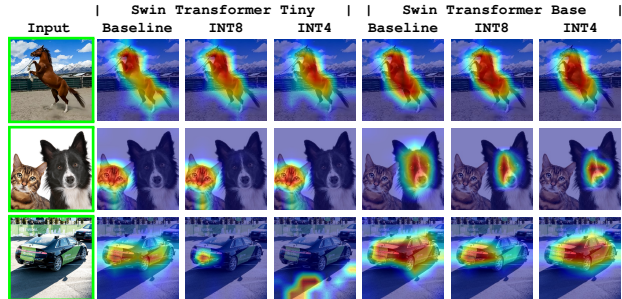 | Swin Transformer Tiny | | Swin Transformer Base |
Input Baseline INT8 INT4 Baseline INT8 INT4